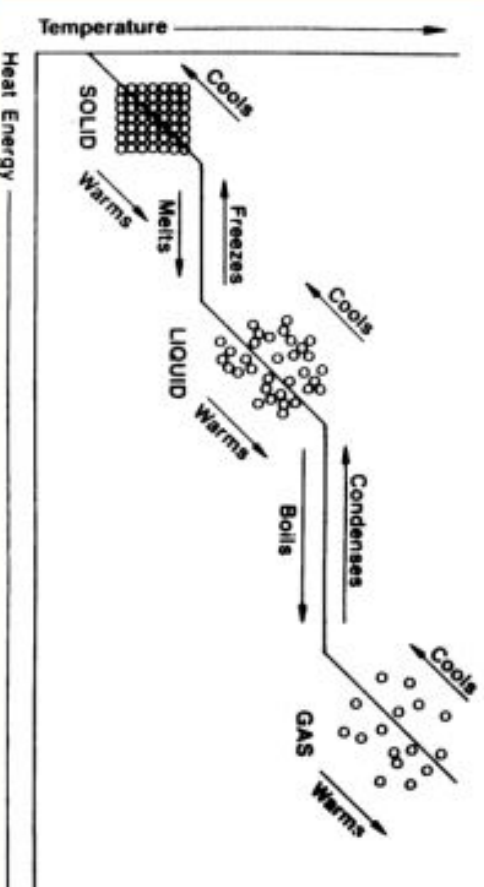 Temperature
Heat Energy
Cools
SOLID
Warms
Melts
Freezes
Cools
LIQUID
Warms
Condenses
Boils
Cools
GAS
Warms